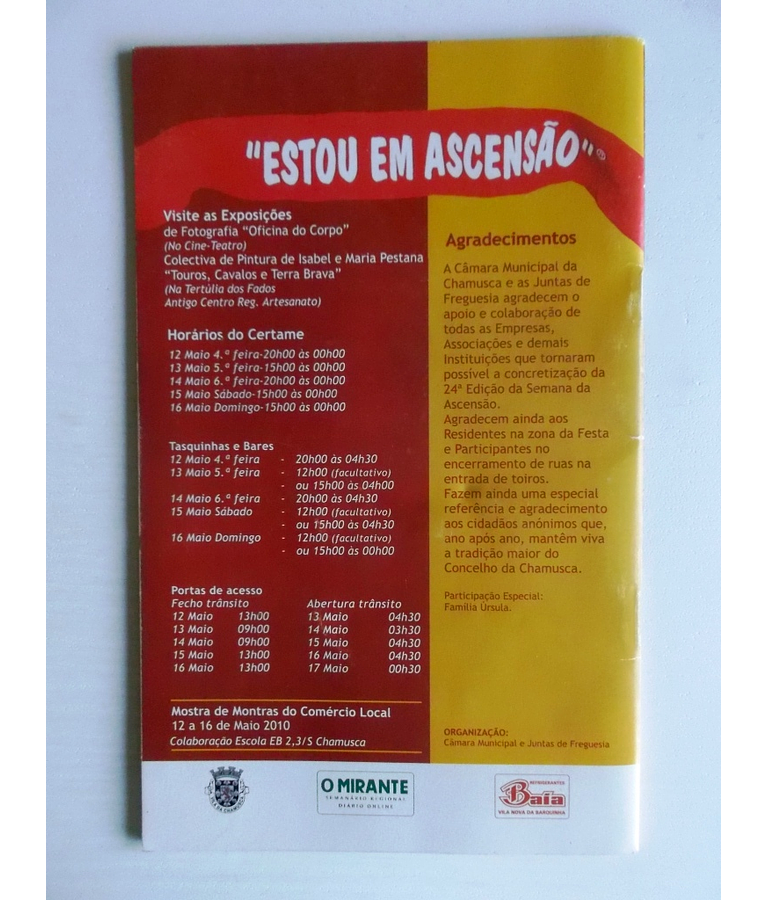 "ESTOU EM ASCENSÃO"®
Visite as Exposições
de Fotografia "Oficina do Corpo"
(No Cine-Teatro)
Colectiva de Pintura de Isabel e Maria Pestana
"Touros, Cavalos e Terra Brava"
(Na Tertúlia dos Fados
Antigo Centro Reg. Artesanato)
Horários do Certame
12 Maio 4.ª feira-20h00 às 00h00
13 Maio 5.ª feira-15h00 às 00h00
14 Maio 6.ª feira-20h00 às 00h00
15 Maio Sábado-15h00 às 00h00
16 Maio Domingo-15h00 às 00h00
Tasquinhas e Bares
12 Maio 4.ª feira - 20h00 às 04h30
13 Maio 5.ª feira - 12h00 (facultativo)
- ou 15h00 às 04h00
14 Maio 6.ª feira - 20h00 às 04h30
15 Maio Sábado - 12h00 (facultativo)
- ou 15h00 às 04h30
16 Maio Domingo - 12h00 (facultativo)
- ou 15h00 às 00h00
Portas de acesso
Fecho trânsito Abertura trânsito
12 Maio 13h00 13 Maio 04h30
13 Maio 09h00 14 Maio 03h30
14 Maio 09h00 15 Maio 04h30
15 Maio 13h00 16 Maio 04h30
16 Maio 13h00 17 Maio 00h30
Mostra de Montras do Comércio Local
12 a 16 de Maio 2010
Colaboração Escola EB 2,3/S Chamusca
Agradecimentos
A Câmara Municipal da
Chamusca e as Juntas de
Freguesia agradecem o
apoio e colaboração de
todas as Empresas,
Associações e demais
Instituições que tornaram
possível a concretização da
24ª Edição da Semana da
Ascensão.
Agradecem ainda aos
Residentes na zona da Festa
e Participantes no
encerramento de ruas na
entrada de toiros.
Fazem ainda uma especial
referência e agradecimento
aos cidadãos anónimos que,
ano após ano, mantêm viva
a tradição maior do
Concelho da Chamusca.
Participação Especial:
Família Úrsula.
ORGANIZAÇÃO:
Câmara Municipal e Juntas de Freguesia
VILA DA CHAMUSCA
O MIRANTE
SEMANÁRIO REGIONAL
DIÁRIO ONLINE
REFRIGERANTES
Baía
VILA NOVA DA BARQUINHA